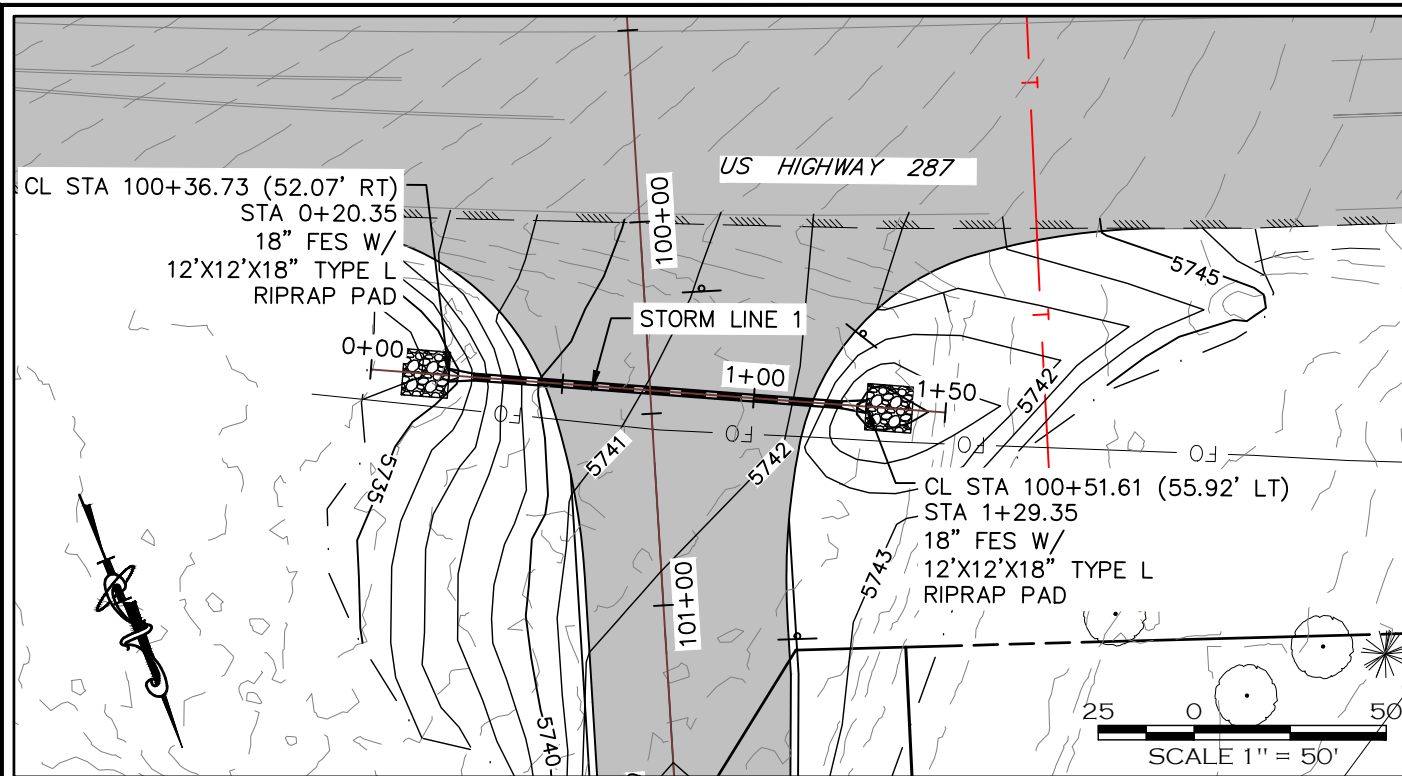 US HIGHWAY 287
CL STA 100+36.73 (52.07' RT)
STA 0+20.35
18" FES W/
12'X12'X18" TYPE L
RIPRAP PAD
100+00
T
T
5745
STORM LINE 1
0+00
1+00
1+50
5742
FO
FO
FO
FO
5741
5742
5735
CL STA 100+51.61 (55.92' LT)
STA 1+29.35
18" FES W/
12'X12'X18" TYPE L
RIPRAP PAD
5743
101+00
5740
25 0 50
SCALE 1" = 50'